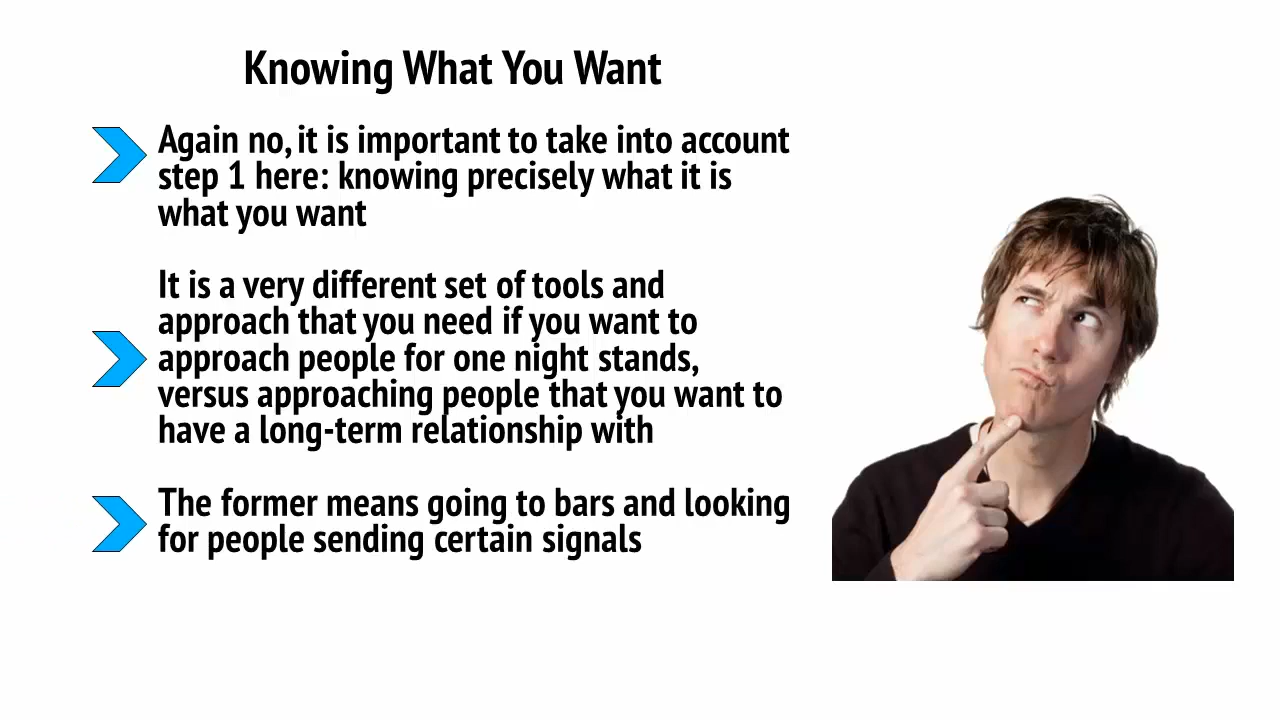 Knowing What You Want
Again no, it is important to take into account
step 1 here: knowing precisely what it is
what you want
It is a very different set of tools and
approach that you need if you want to
approach people for one night stands,
versus approaching people that you want to
have a long-term relationship with
The former means going to bars and looking
for people sending certain signals